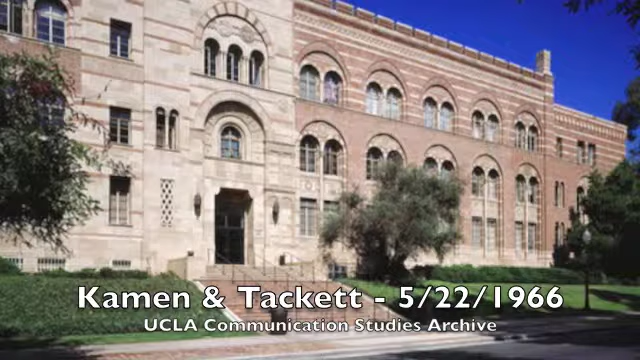 Kamen & Tackett - 5/22/1966
UCLA Communication Studies Archive